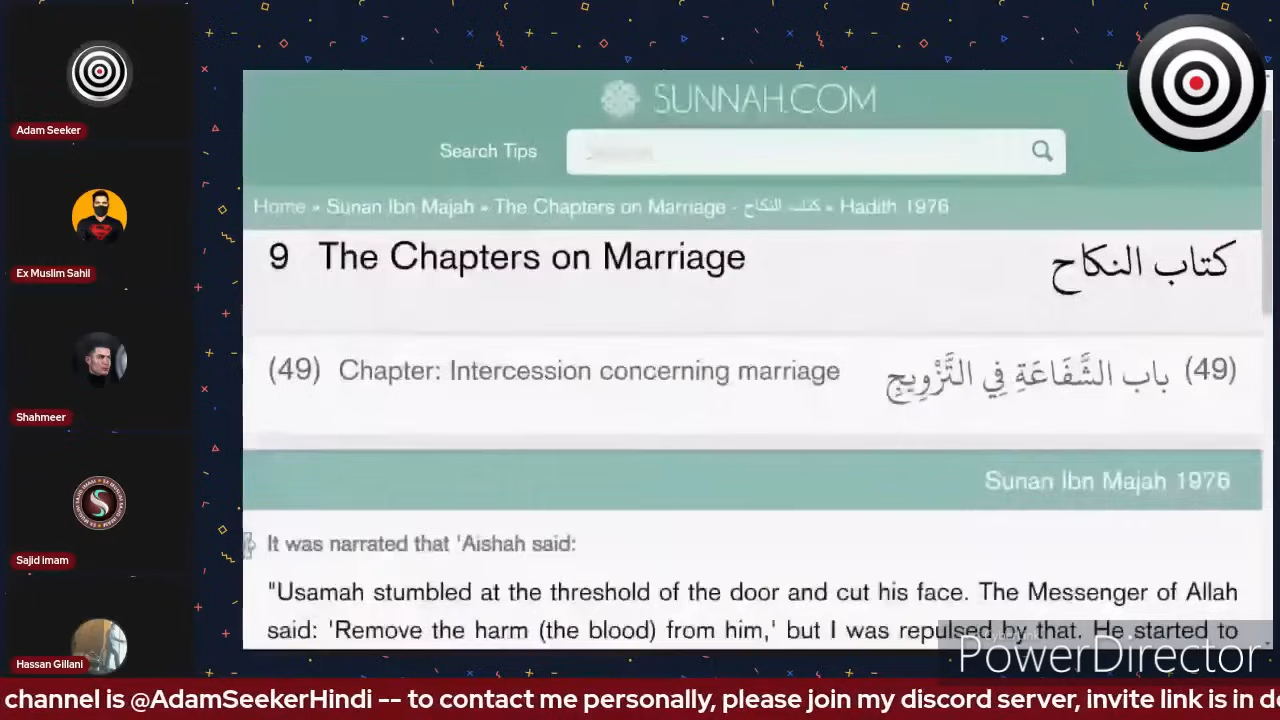 Adam Seeker
Ex Muslim Sahil
Shahmeer
Sajid Imam
Hassan Gillani
SUNNAH.COM
Search Tips
Home » Sunan Ibn Majah » The Chapters on Marriage - كتاب النكاح » Hadith 1976
9 The Chapters on Marriage كتاب النكاح
(49) Chapter: Intercession concerning marriage باب الشَّفَاعَةِ فِي التَّزْوِيجِ (49)
Sunan Ibn Majah 1976
It was narrated that 'Aishah said:
"Usamah stumbled at the threshold of the door and cut his face. The Messenger of Allah
said: 'Remove the harm (the blood) from him,' but I was repulsed by that. He started to
CyberLink
PowerDirector
channel is @AdamSeekerHindi -- to contact me personally, please join my discord server, invite link is in de